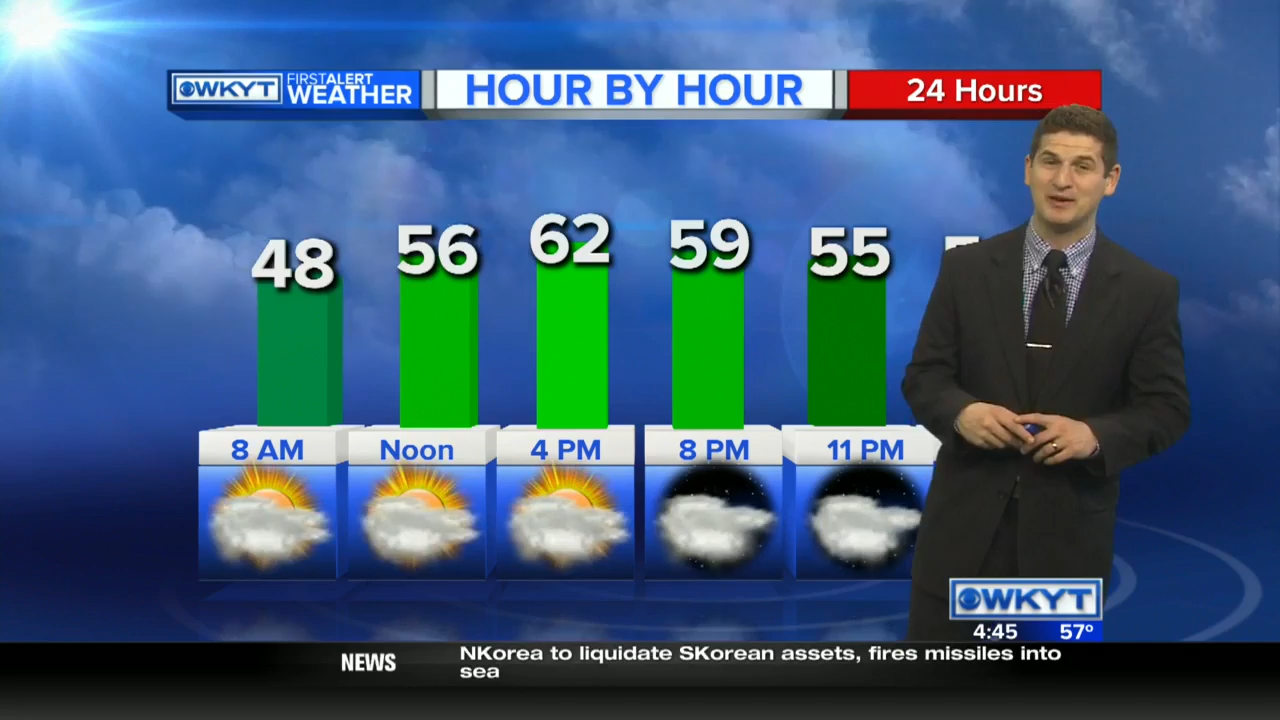 WKYT FIRST ALERT WEATHER
HOUR BY HOUR
24 Hours
48 56 62 59 55
8 AM Noon 4 PM 8 PM 11 PM
WKYT
4:45 57°
NEWS
NKorea to liquidate SKorean assets, fires missiles into
sea